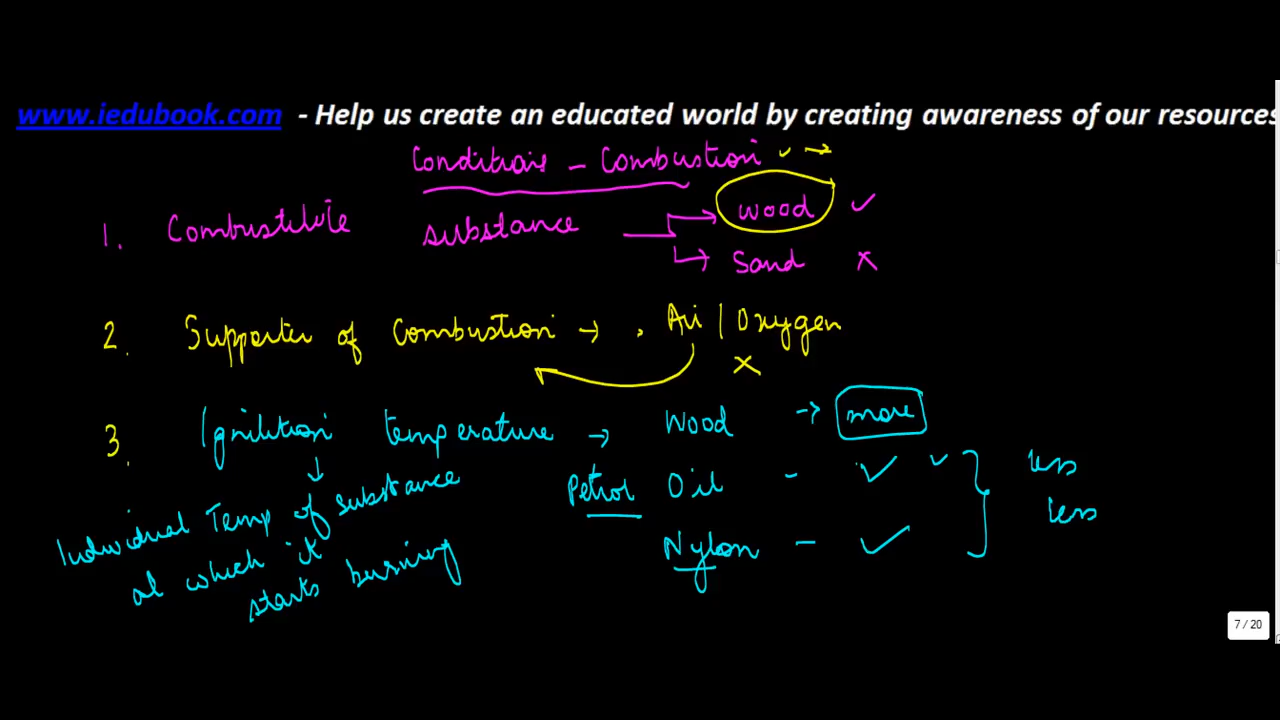 www.iedubook.com - Help us create an educated world by creating awareness of our resources
Conditions - Combustion ✓ →
1. Combustible substance → wood ✓
→ Sand ✗
2. Supporter of Combustion → Air | Oxygen
✗
3. Ignition temperature → Wood → more
↓
Individual Temp of substance
at which it
starts burning
Petrol Oil - ✓ ✓ less
less
Nylon - ✓
7 / 20